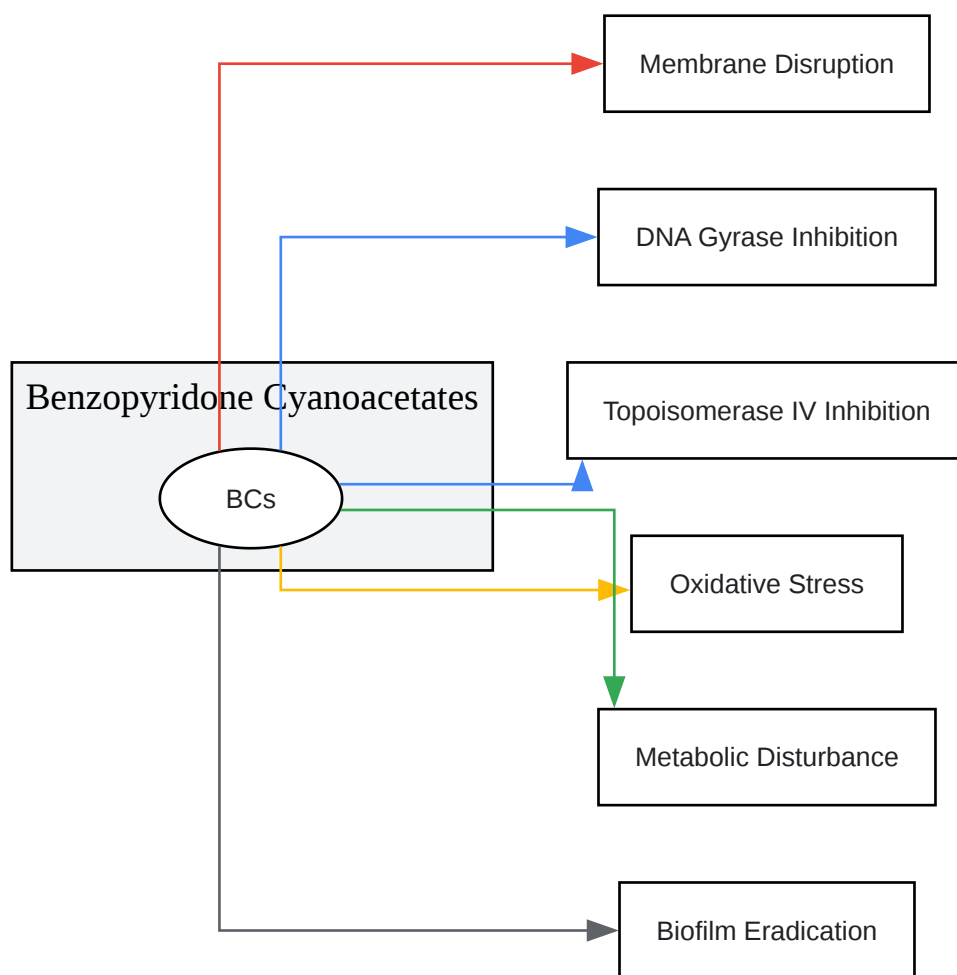 Membrane Disruption
DNA Gyrase Inhibition
Benzopyridone Cyanoacetates
Topoisomerase IV Inhibition
BCs
Oxidative Stress
Metabolic Disturbance
Biofilm Eradication